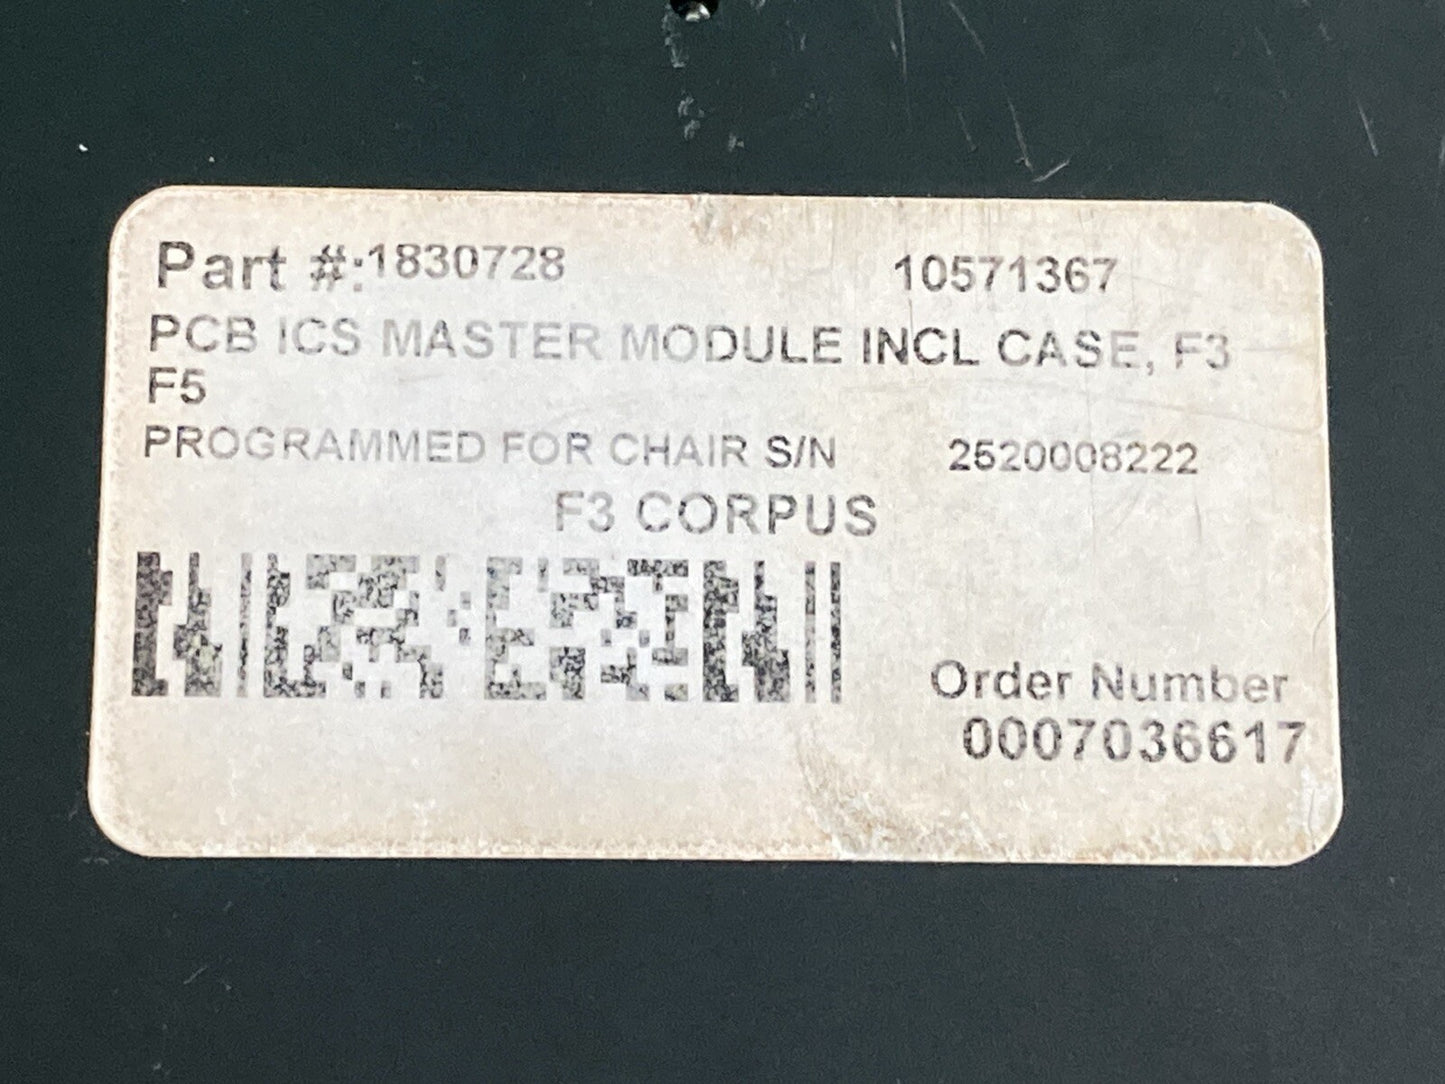 Part #:1830728 10571367
PCB ICS MASTER MODULE INCL CASE, F3
F5
PROGRAMMED FOR CHAIR S/N 2520008222
F3 CORPUS
Order Number
0007036617